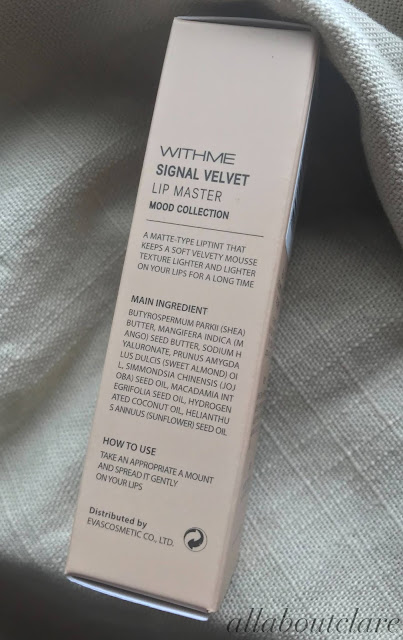 WITHME
SIGNAL VELVET
LIP MASTER
MOOD COLLECTION
A MATTE-TYPE LIPTINT THAT
KEEPS A SOFT VELVETY MOUSSE
TEXTURE LIGHTER AND LIGHTER
ON YOUR LIPS FOR A LONG TIME
MAIN INGREDIENT
BUTYROSPERMUM PARKII (SHEA)
BUTTER, MANGIFERA INDICA (M
ANGO) SEED BUTTER, SODIUM H
YALURONATE, PRUNUS AMYGDA
LUS DULCIS (SWEET ALMOND) OI
L, SIMMONDSIA CHINENSIS (JOJ
OBA) SEED OIL, MACADAMIA INT
EGRIFOLIA SEED OIL, HYDROGEN
ATED COCONUT OIL, HELIANTHU
S ANNUUS (SUNFLOWER) SEED OIL
HOW TO USE
TAKE AN APPROPRIATE A MOUNT
AND SPREAD IT GENTLY
ON YOUR LIPS
Distributed by
EVASCOSMETIC CO., LTD.
allaboutclare